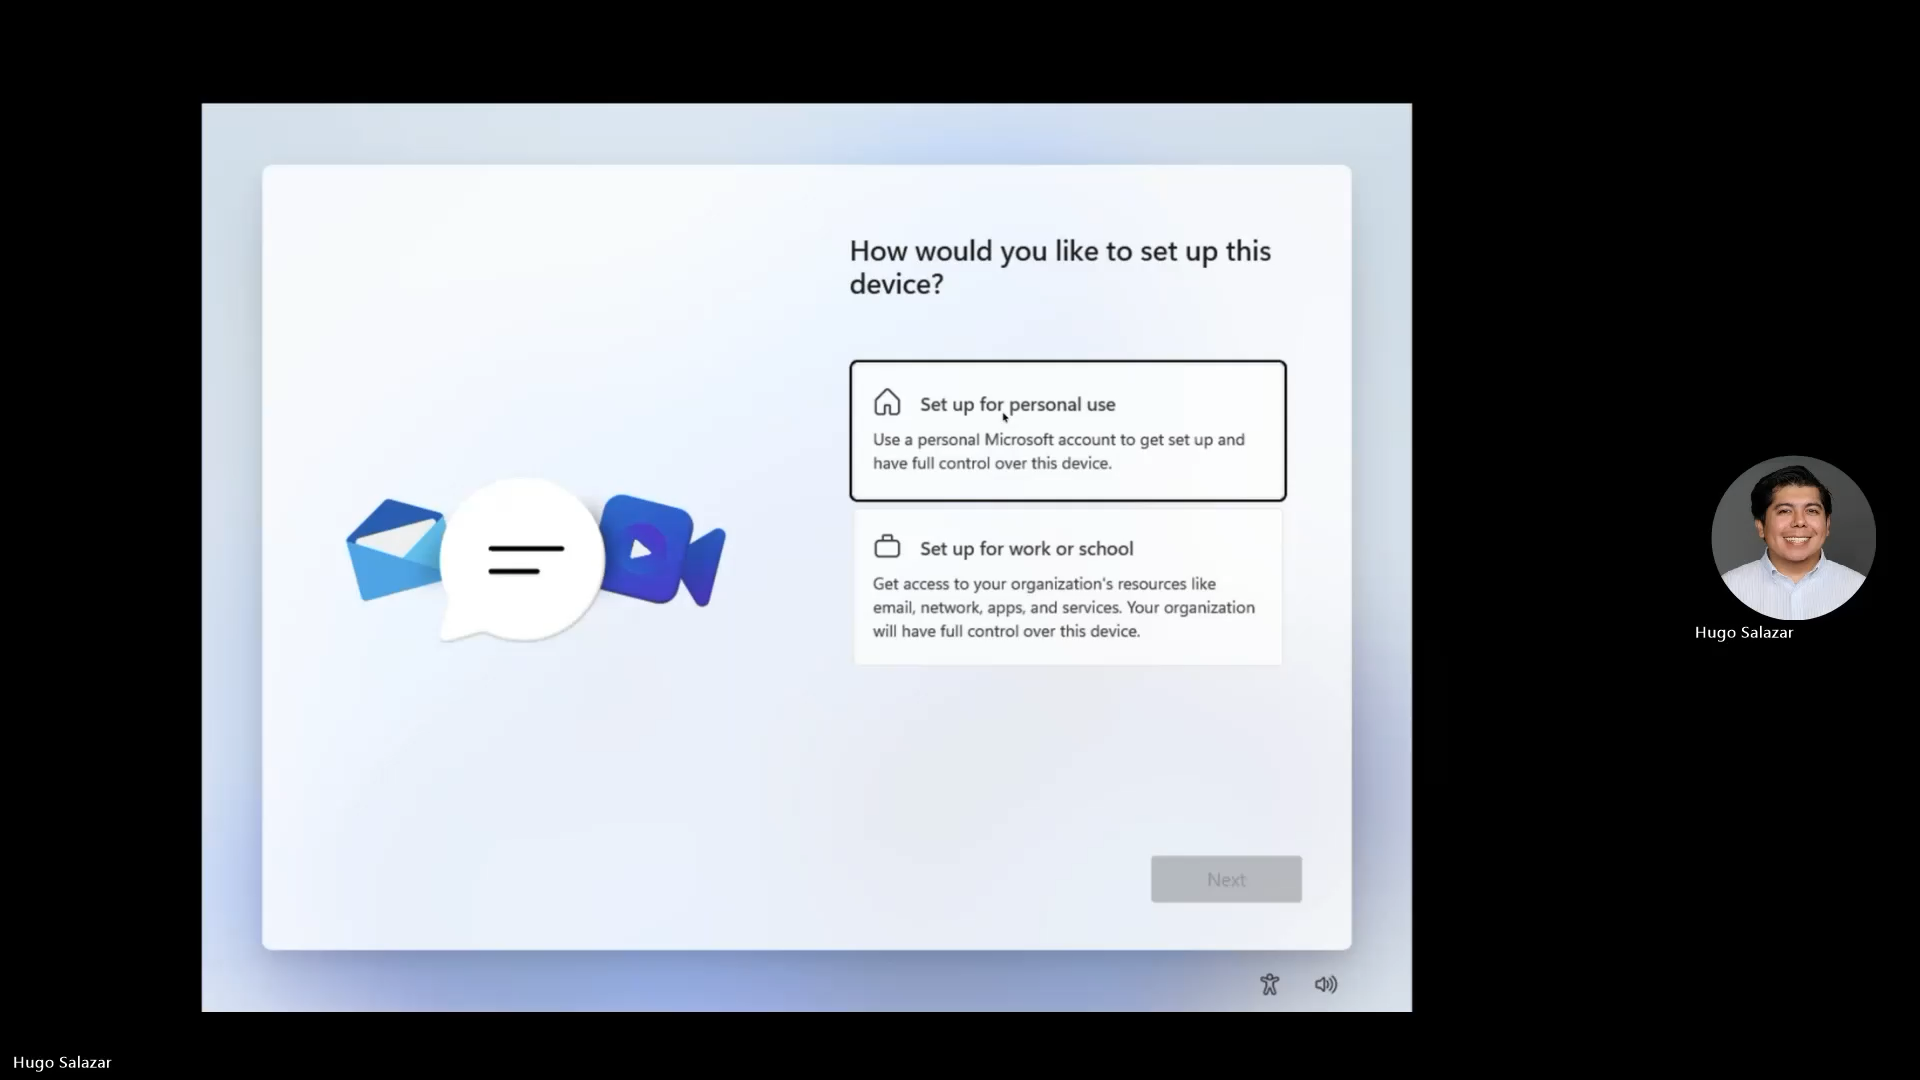 How would you like to set up this
device?
Set up for personal use
Use a personal Microsoft account to get set up and
have full control over this device.
Set up for work or school
Get access to your organization's resources like
email, network, apps, and services. Your organization
will have full control over this device.
Next
Hugo Salazar
Hugo Salazar